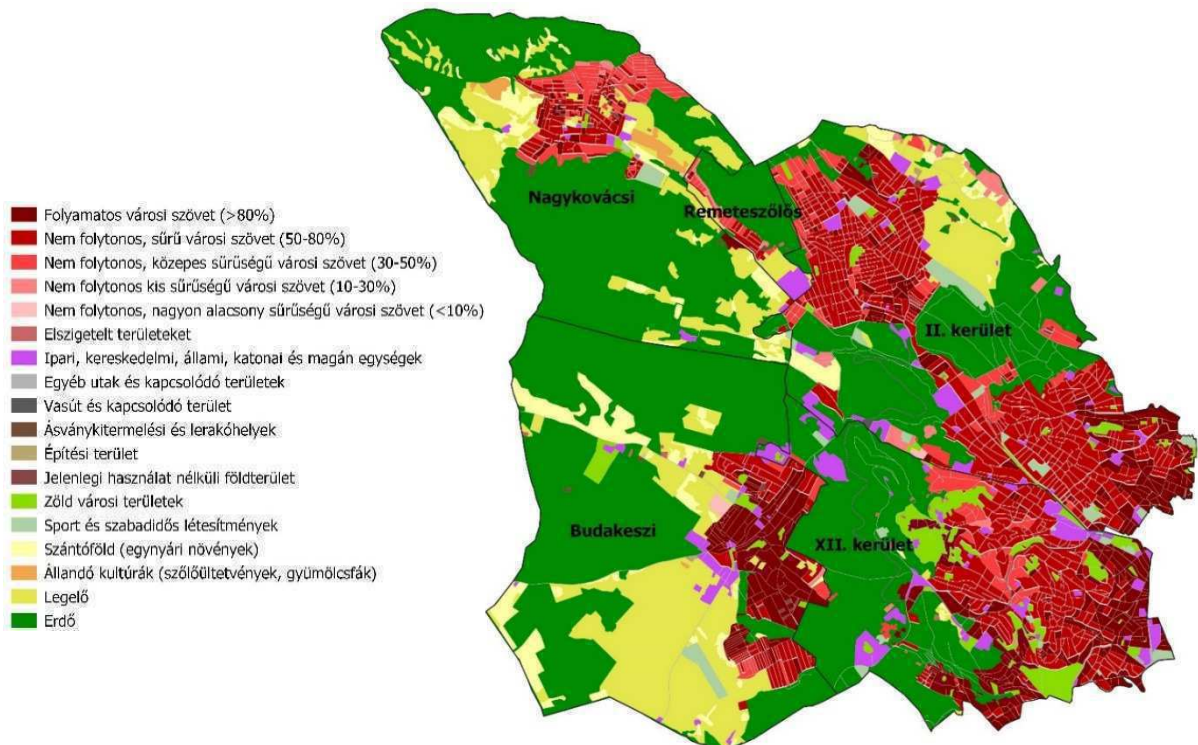 Nagykovácsi
Remeteszőlős
II. kerület
Budakeszi
XII. kerület
Folyamatos városi szövet (>80%)
Nem folytonos, sűrű városi szövet (50-80%)
Nem folytonos, közepes sűrűségű városi szövet (30-50%)
Nem folytonos kis sűrűségű városi szövet (10-30%)
Nem folytonos, nagyon alacsony sűrűségű városi szövet (<10%)
Elszigetelt területeket
Ipari, kereskedelmi, állami, katonai és magán egységek
Egyéb utak és kapcsolódó területek
Vasút és kapcsolódó terület
Ásványkitermelési és lerakóhelyek
Építési terület
Jelenlegi használat nélküli földterület
Zöld városi területek
Sport és szabadidős létesítmények
Szántóföld (egynyári növények)
Állandó kultúrák (szőlőültetvények, gyümölcsfák)
Legelő
Erdő